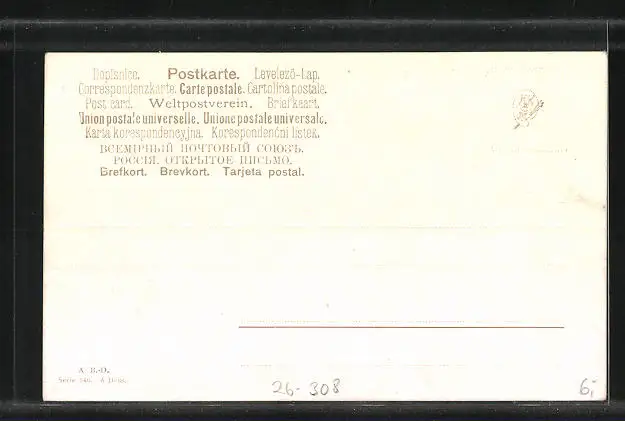 Dopisnice. Postkarte. Levelező-Lap.
Correspondenzkarte. Carte postale. Cartolina postale.
Post card. Weltpostverein. Briefkaart.
Union postale universelle. Unione postale universale.
Karta korespondencyjna. Korespondenční lístek.
ВСЕМІРНЫЙ ПОЧТОВЫЙ СОЮЗЪ.
РОССІЯ. ОТКРЫТОЕ ПИСЬМО.
Brefkort. Brevkort. Tarjeta postal.
A. B.-D.
Serie
26-308
6,-